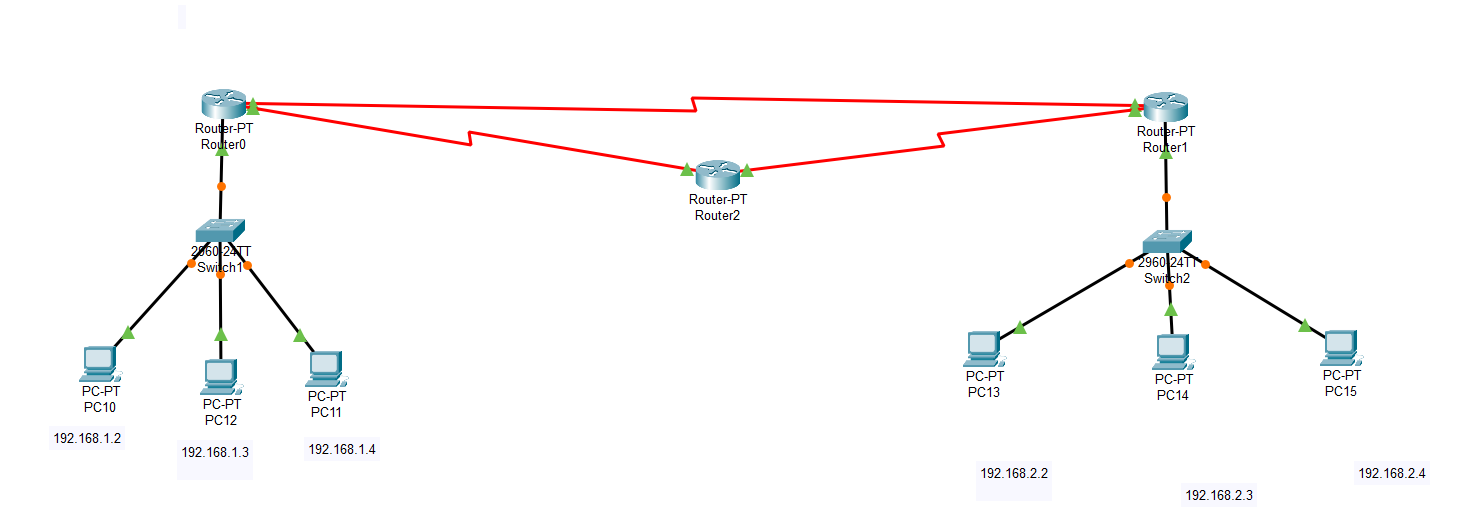 Router-PT
Router0
Router-PT
Router1
Router-PT
Router2
2960-24TT
Switch1
2960-24TT
Switch2
PC-PT
PC10
PC-PT
PC12
PC-PT
PC11
PC-PT
PC13
PC-PT
PC14
PC-PT
PC15
192.168.1.2
192.168.1.3
192.168.1.4
192.168.2.2
192.168.2.3
192.168.2.4